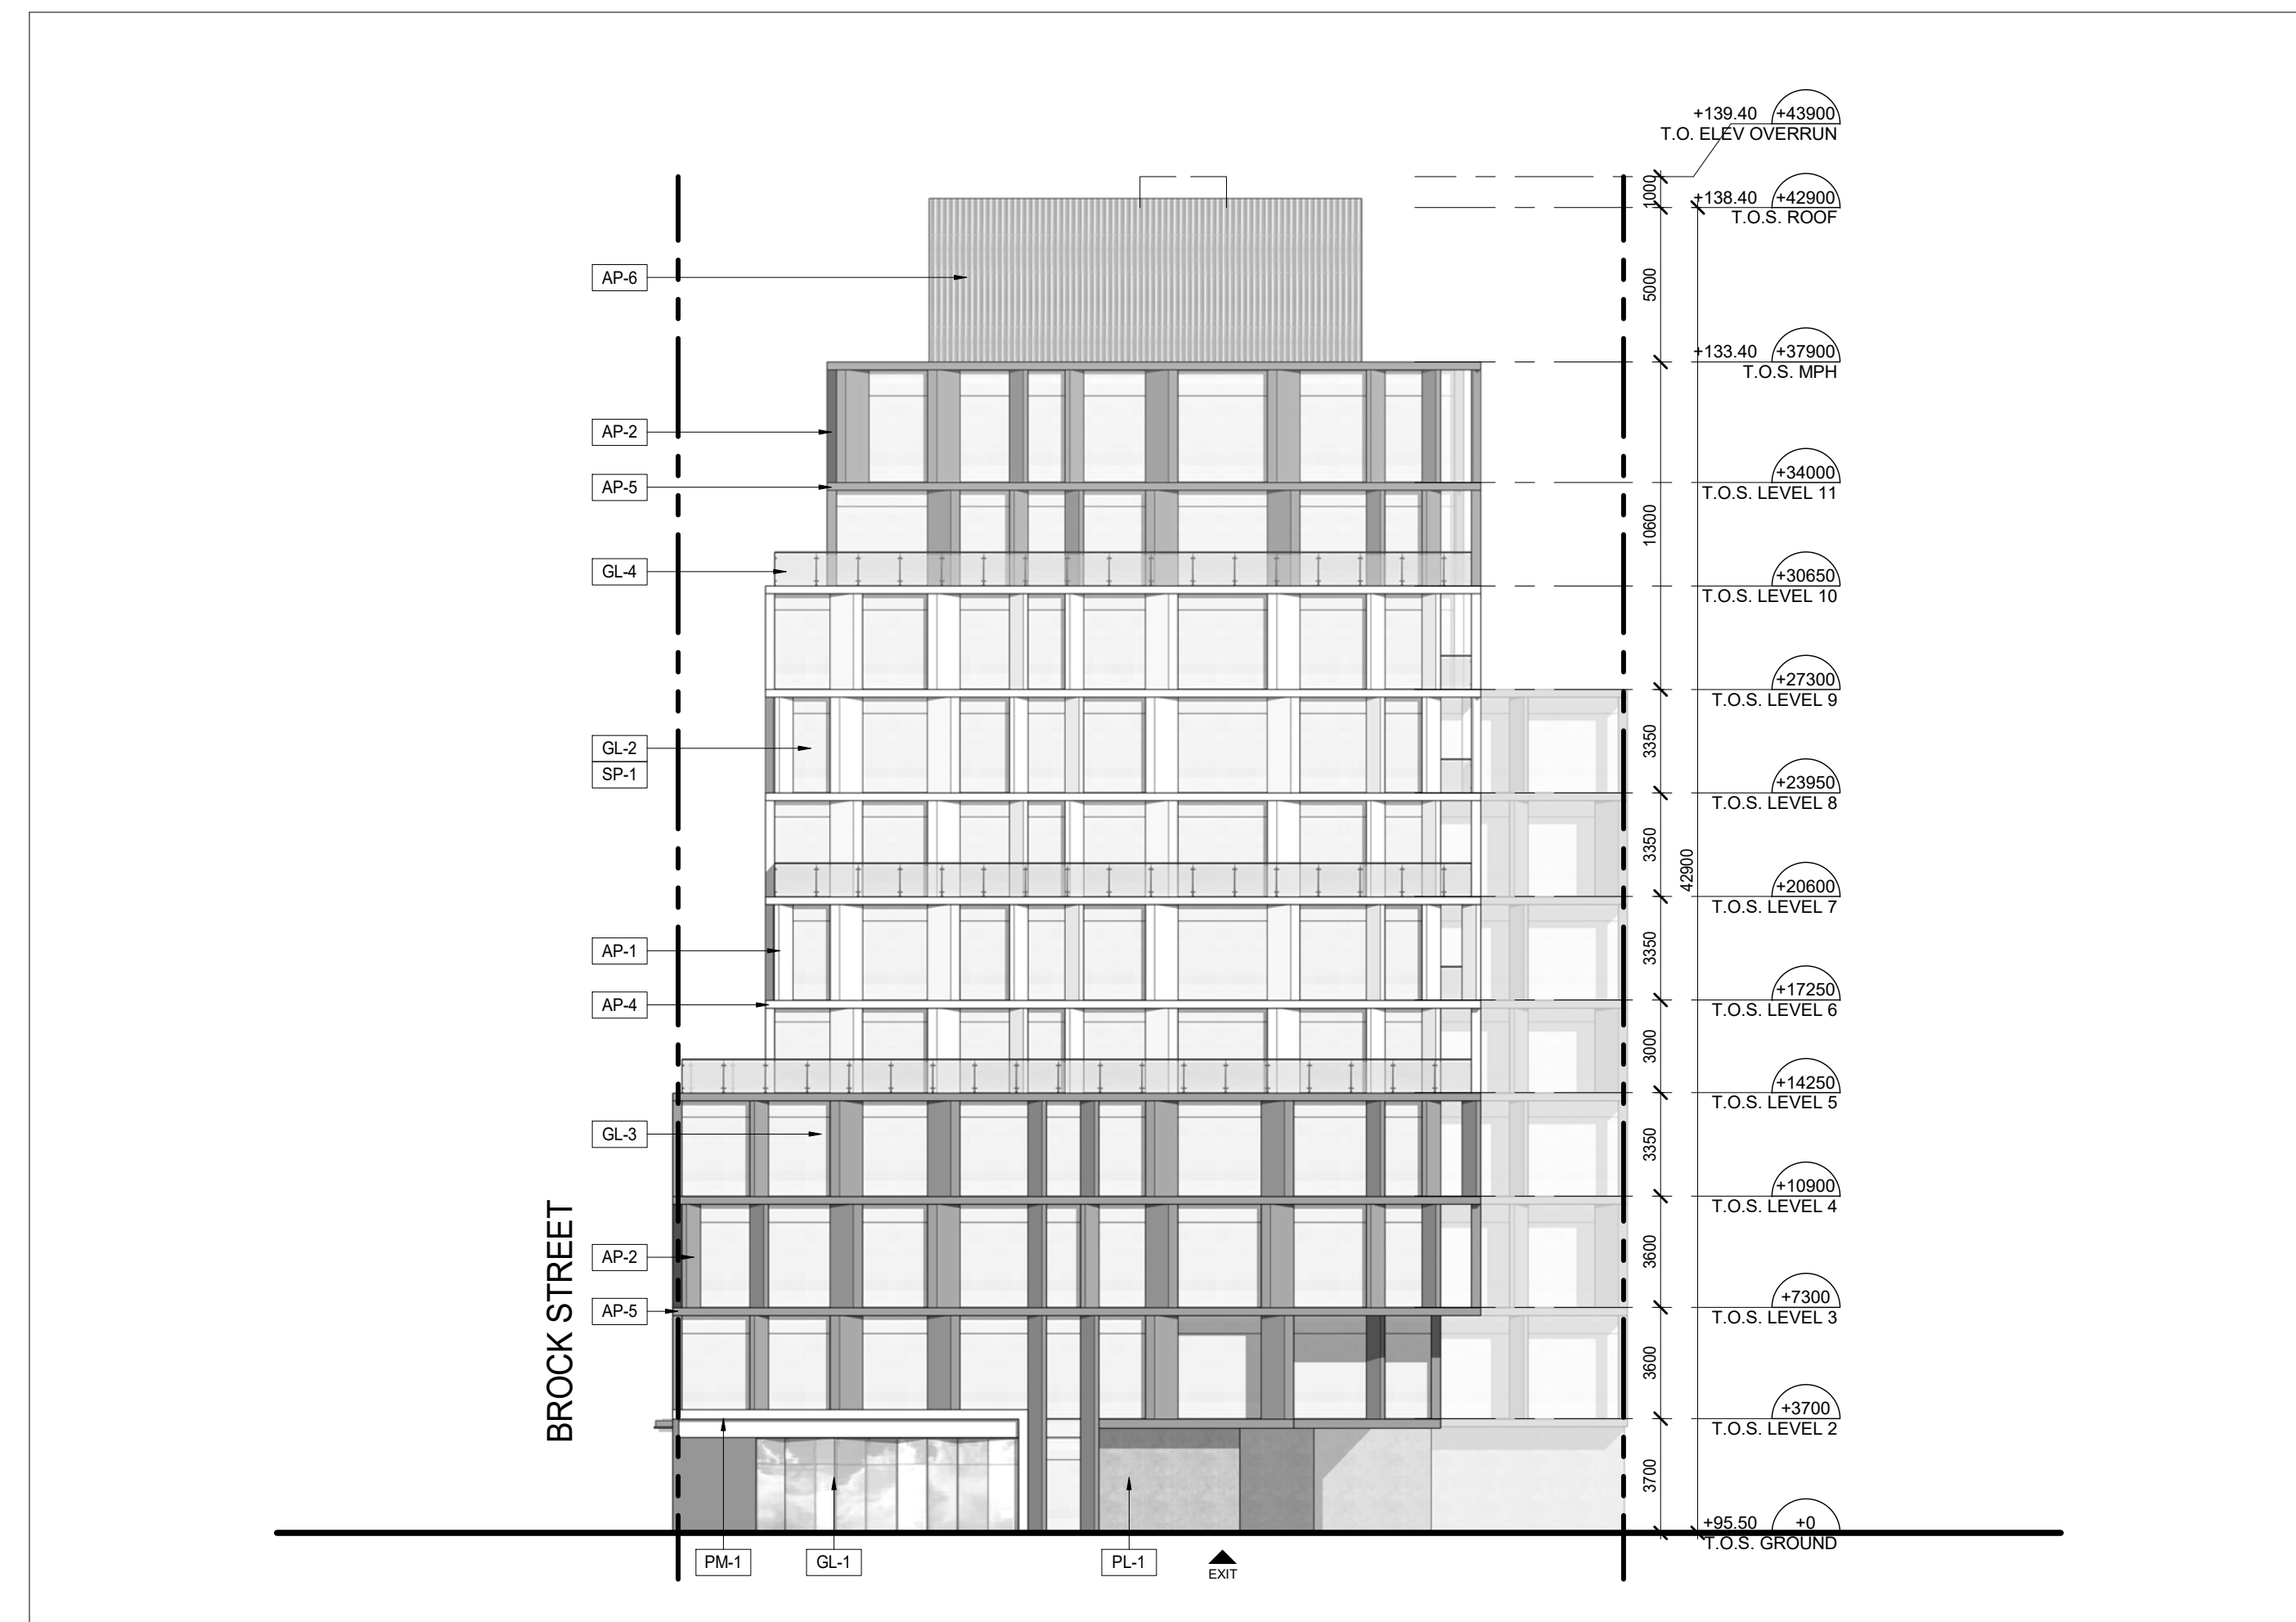 +139.40 +43900
T.O. ELEV OVERRUN
1000
+138.40 +42900
T.O.S. ROOF
AP-6
5000
+133.40 +37900
T.O.S. MPH
AP-2
+34000
T.O.S. LEVEL 11
AP-5
10600
GL-4
+30650
T.O.S. LEVEL 10
+27300
T.O.S. LEVEL 9
GL-2
SP-1
3350
+23950
T.O.S. LEVEL 8
3350
42900
+20600
T.O.S. LEVEL 7
AP-1
3350
+17250
T.O.S. LEVEL 6
AP-4
3000
+14250
T.O.S. LEVEL 5
GL-3
3350
+10900
T.O.S. LEVEL 4
BROCK STREET
AP-2
3600
+7300
T.O.S. LEVEL 3
AP-5
3600
+3700
T.O.S. LEVEL 2
3700
+95.50 +0
T.O.S. GROUND
PM-1
GL-1
PL-1
EXIT